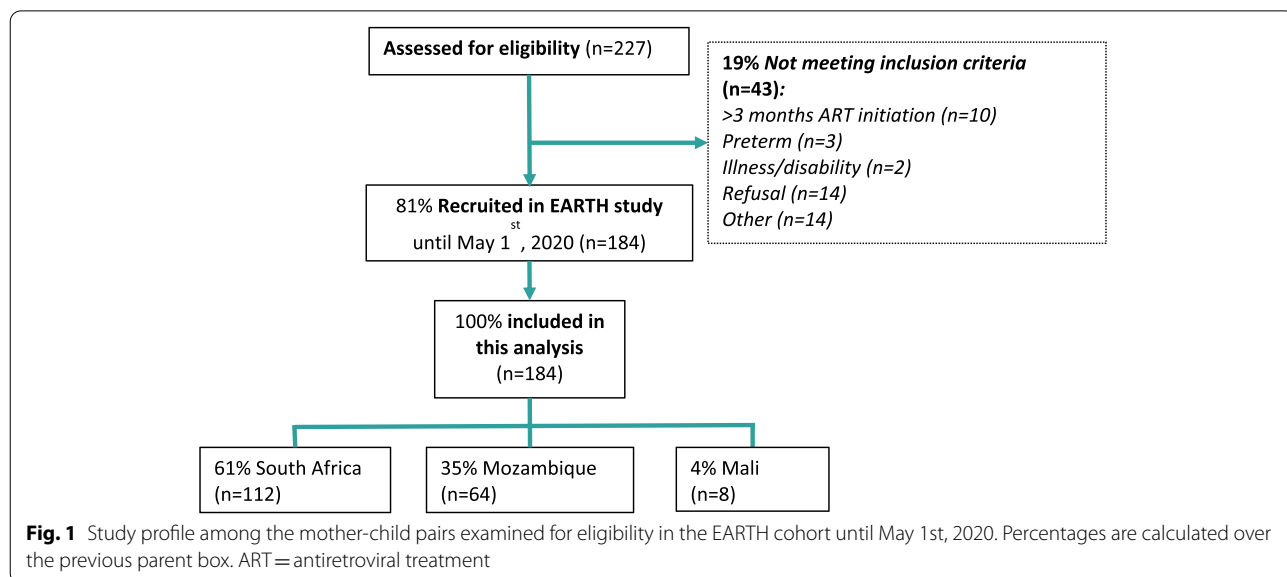 Assessed for eligibility (n=227)
19% Not meeting inclusion criteria
(n=43):
>3 months ART initiation (n=10)
Preterm (n=3)
Illness/disability (n=2)
Refusal (n=14)
Other (n=14)
81% Recruited in EARTH study
until May 1st, 2020 (n=184)
100% included in
this analysis
(n=184)
61% South Africa
(n=112)
35% Mozambique
(n=64)
4% Mali
(n=8)
Fig. 1 Study profile among the mother-child pairs examined for eligibility in the EARTH cohort until May 1st, 2020. Percentages are calculated over
the previous parent box. ART = antiretroviral treatment